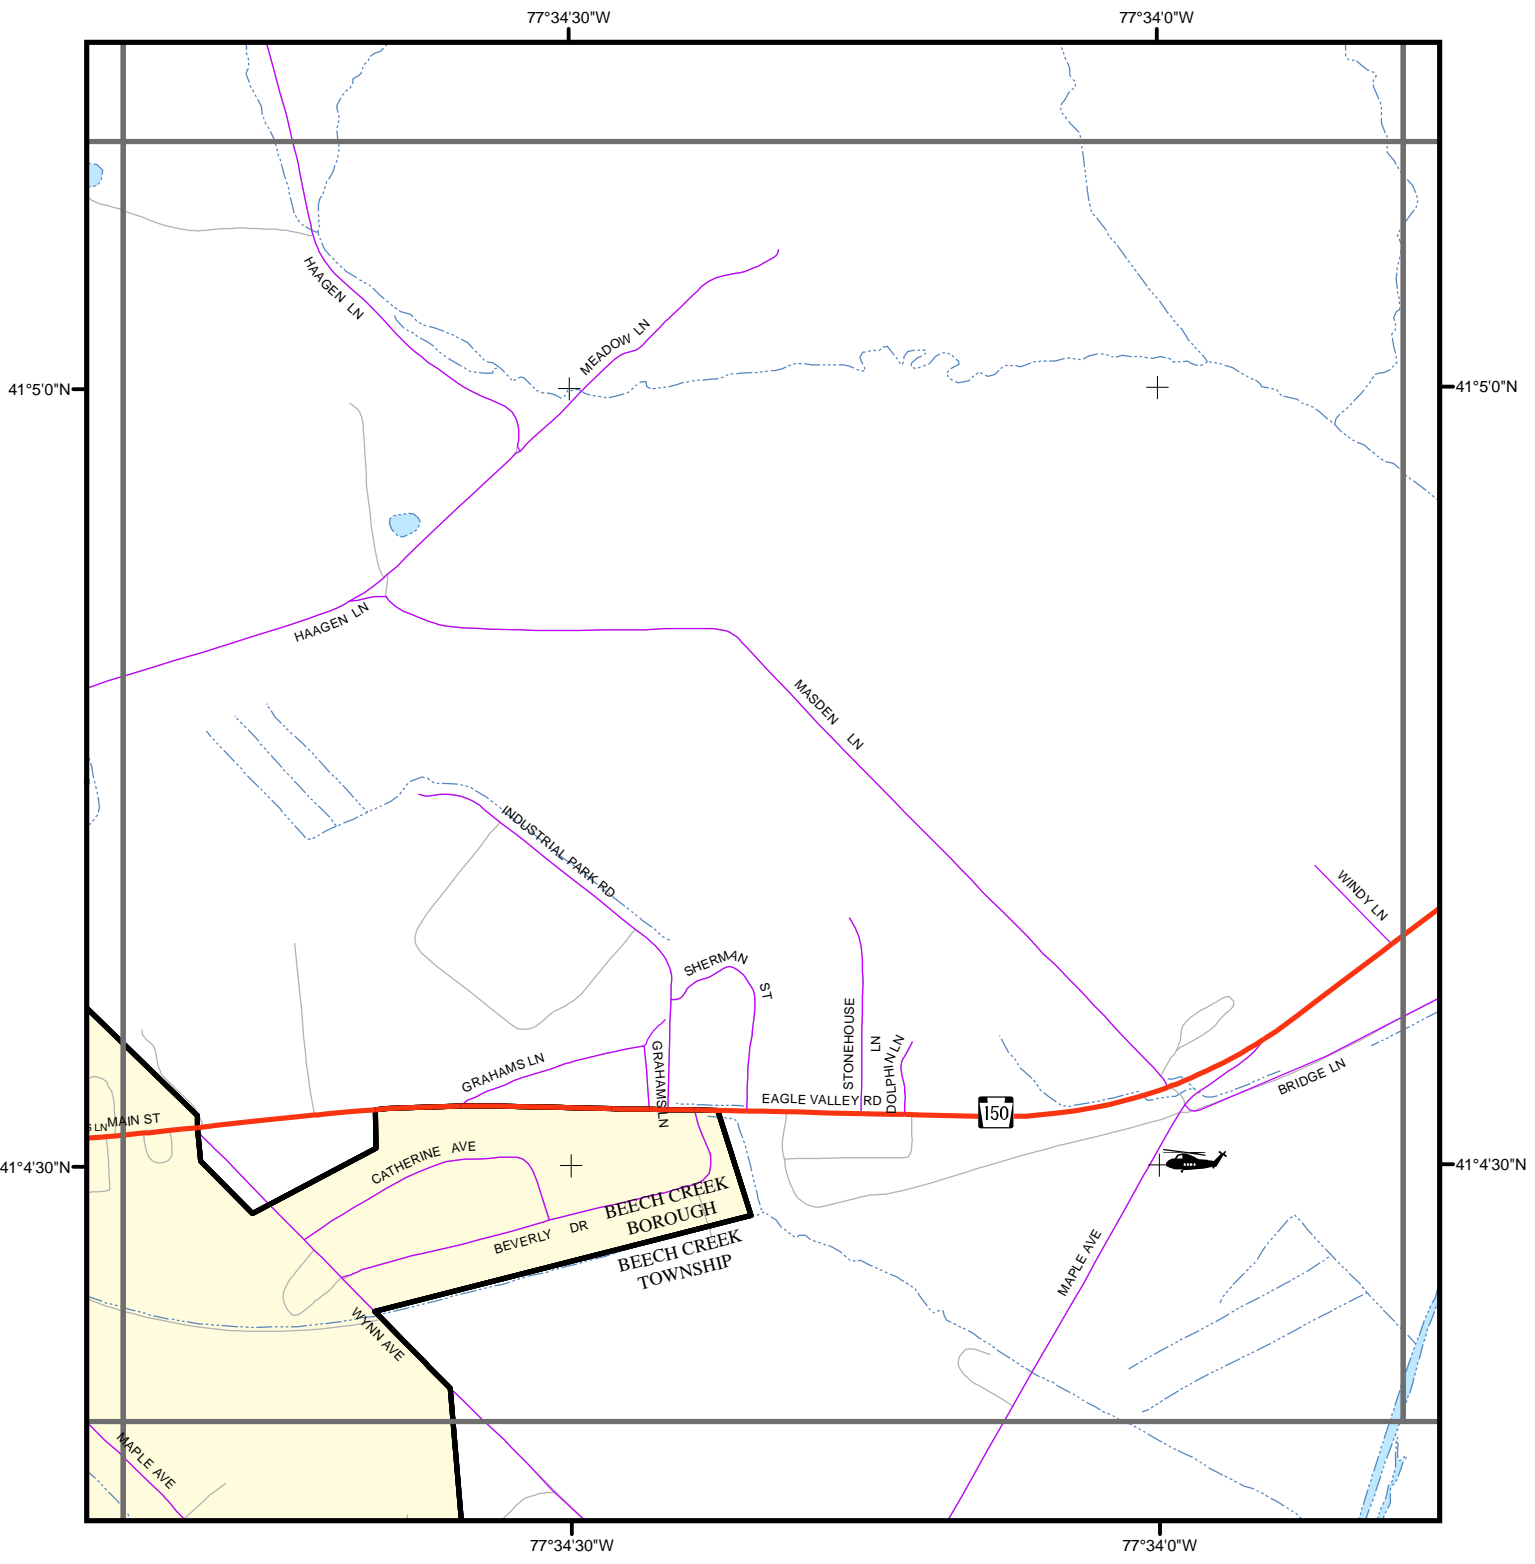 77°34'30"W
77°34'0"W
HAAGEN LN
MEADOW LN
41°5'0"N
41°5'0"N
HAAGEN LN
MASDEN LN
INDUSTRIAL PARK RD
WINDY LN
SHERMAN ST
STONEHOUSE LN
DOLPHIN LN
GRAHAMS LN
GRAHAMS LN
BRIDGE LN
EAGLE VALLEY RD
150
LN
MAIN ST
41°4'30"N
41°4'30"N
CATHERINE AVE
BEECH CREEK
BOROUGH
BEVERLY DR
BEECH CREEK
TOWNSHIP
MAPLE AVE
WYNN AVE
MAPLE AVE
77°34'30"W
77°34'0"W